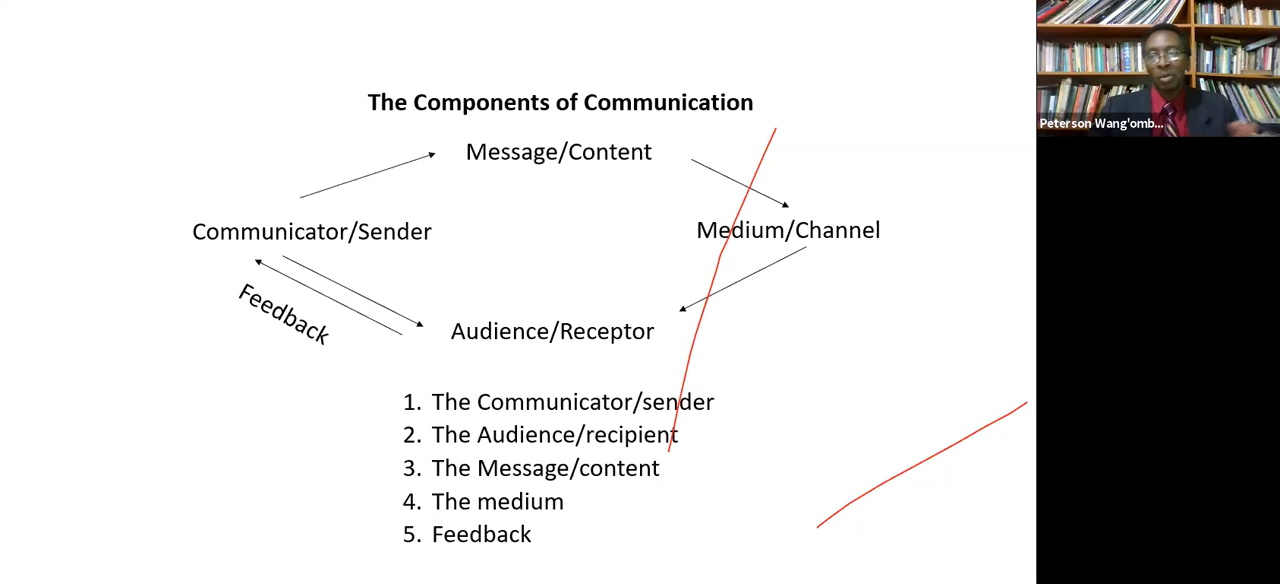 The Components of Communication
Message/Content
Communicator/Sender
Medium/Channel
Feedback
Audience/Receptor
1. The Communicator/sender
2. The Audience/recipient
3. The Message/content
4. The medium
5. Feedback
Peterson Wang'omb...